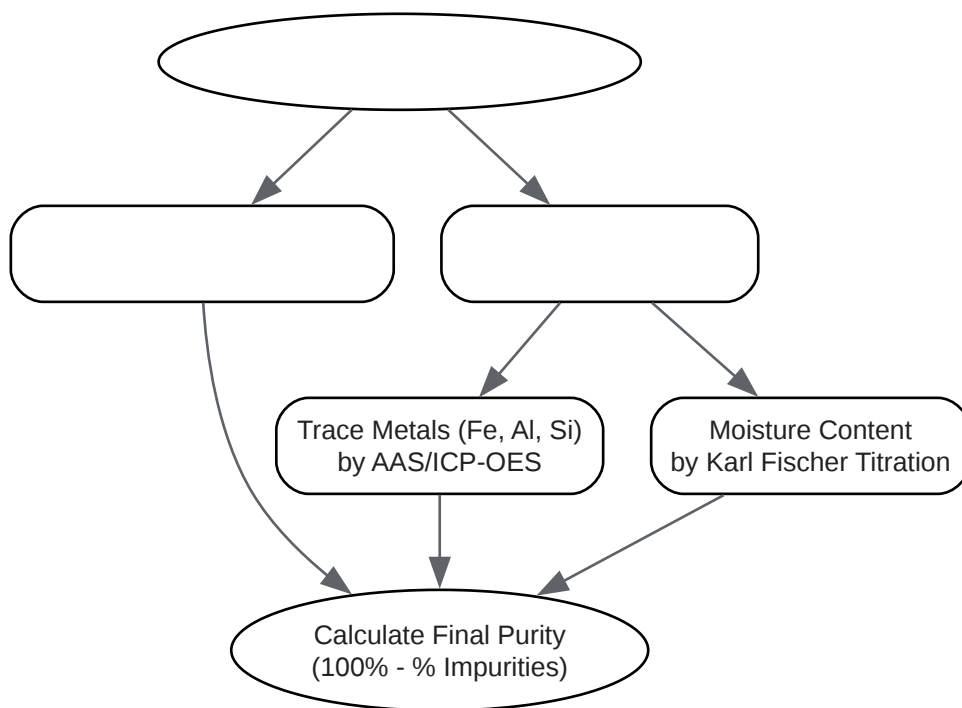 Trace Metals (Fe, Al, Si)
by AAS/ICP-OES
Moisture Content
by Karl Fischer Titration
Calculate Final Purity
(100% - % Impurities)